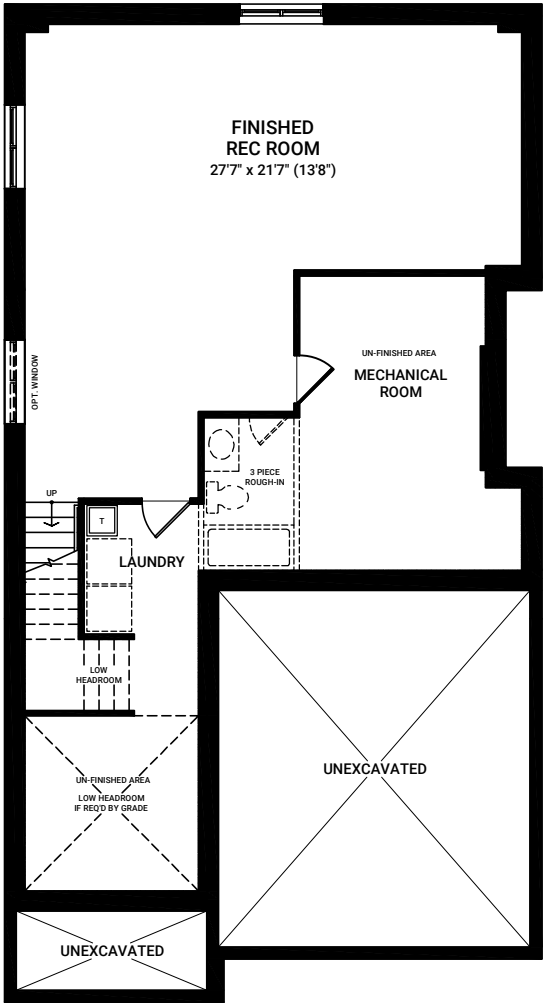 FINISHED
REC ROOM
27'7" x 21'7" (13'8")
UN-FINISHED AREA
MECHANICAL
ROOM
OPT. WINDOW
3 PIECE
ROUGH-IN
UP
T
LAUNDRY
LOW
HEADROOM
UN-FINISHED AREA
LOW HEADROOM
IF REQ'D BY GRADE
UNEXCAVATED
UNEXCAVATED